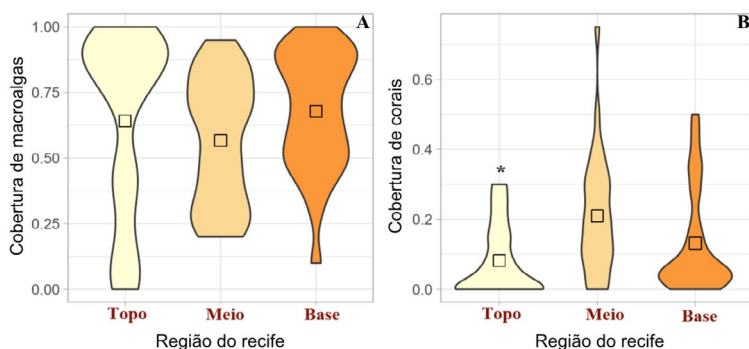 A
Cobertura de macroalgas
1.00
0.75
0.50
0.25
0.00
Topo Meio Base
Região do recife
B
Cobertura de corais
0.6
0.4
0.2
0.0
*
Topo Meio Base
Região do recife